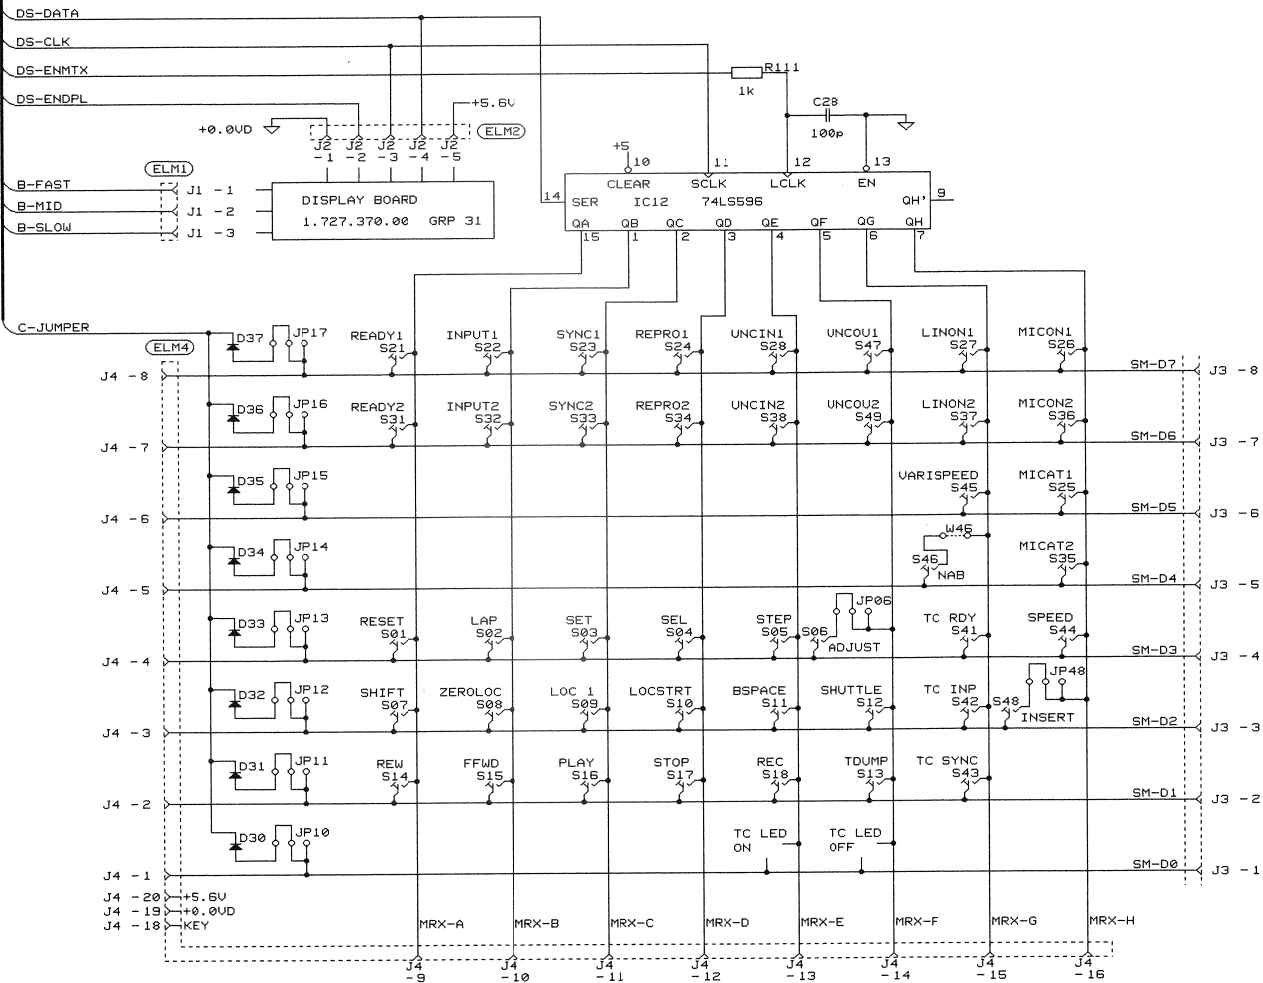 DS-DATA
DS-CLK
DS-ENMTX
R111
1k
DS-ENDPL
+5.6V
C28
100p
+0.0VD
ELM2
J2 J2 J2 J2 J2
-1 -2 -3 -4 -5
+5
10 11 12 13
ELM1
CLEAR SCLK LCLK EN
B-FAST J1 -1
DISPLAY BOARD
14 SER IC12 74LS596 QH' 9
B-MID J1 -2
1.727.370.00 GRP 31
QA QB QC QD QE QF QG QH
B-SLOW J1 -3
15 1 2 3 4 5 6 7
C-JUMPER
ELM4
D37 JP17 READY1 INPUT1 SYNC1 REPRO1 UNCIN1 UNCOU1 LINON1 MICON1
S21 S22 S23 S24 S28 S47 S27 S26
J4 -8 SM-D7 J3 -8
D36 JP16 READY2 INPUT2 SYNC2 REPRO2 UNCIN2 UNCOU2 LINON2 MICON2
S31 S32 S33 S34 S38 S49 S37 S36
J4 -7 SM-D6 J3 -7
D35 JP15 VARISPEED MICAT1
S45 S25
J4 -6 SM-D5 J3 -6
W46
D34 JP14 S46 MICAT2
NAB S35
J4 -5 SM-D4 J3 -5
JP06
D33 JP13 RESET LAP SET SEL STEP TC RDY SPEED
S01 S02 S03 S04 S05 S06 S41 S44
ADJUST
J4 -4 SM-D3 J3 -4
JP48
D32 JP12 SHIFT ZEROLOC LOC 1 LOCSTRT BSPACE SHUTTLE TC INP
S07 S08 S09 S10 S11 S12 S42 S48
INSERT
J4 -3 SM-D2 J3 -3
D31 JP11 REW FFWD PLAY STOP REC TDUMP TC SYNC
S14 S15 S16 S17 S18 S13 S43
J4 -2 SM-D1 J3 -2
D30 JP10 TC LED TC LED
ON OFF
J4 -1 SM-D0 J3 -1
J4 -20 +5.6V
J4 -19 +0.0VD
J4 -18 KEY
MRX-A MRX-B MRX-C MRX-D MRX-E MRX-F MRX-G MRX-H
J4 J4 J4 J4 J4 J4 J4 J4
-9 -10 -11 -12 -13 -14 -15 -16